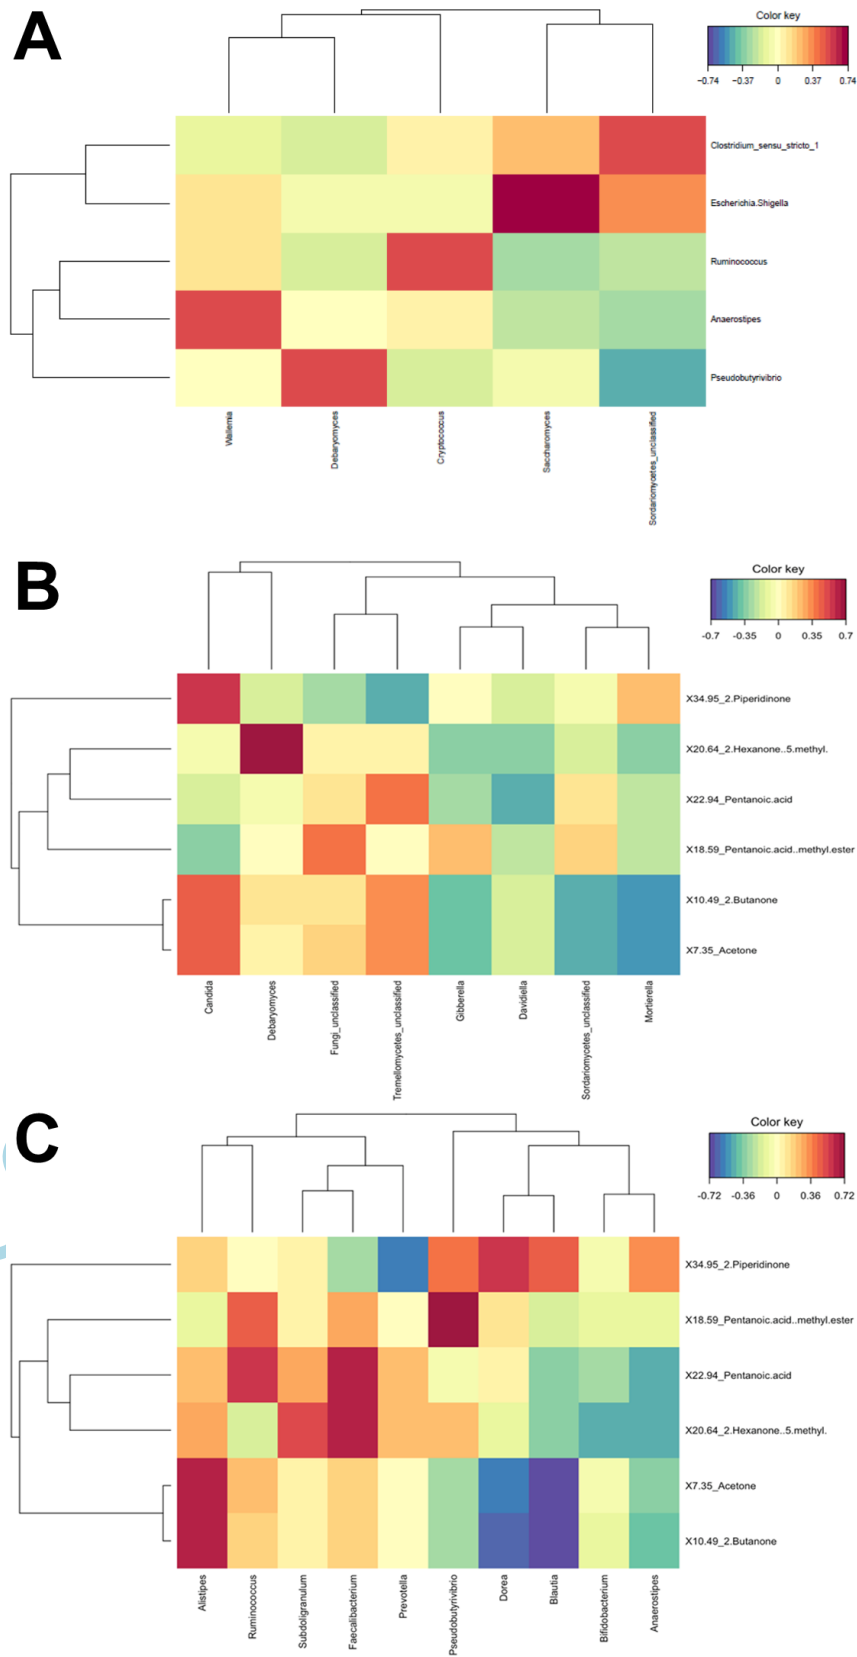 A
Color key
−0.74 −0.37 0 0.37 0.74
Clostridium_sensu_stricto_1
Escherichia.Shigella
Ruminococcus
Anaerostipes
Pseudobutyrivibrio
Wallemia
Debaryomyces
Cryptococcus
Saccharomyces
Sordariomycetes_unclassified
B
Color key
-0.7 -0.35 0 0.35 0.7
X34.95_2.Piperidinone
X20.64_2.Hexanone..5.methyl.
X22.94_Pentanoic.acid
X18.59_Pentanoic.acid..methyl.ester
X10.49_2.Butanone
X7.35_Acetone
Candida
Debaryomyces
Fungi_unclassified
Tremellomycetes_unclassified
Gibberella
Davidiella
Sordariomycetes_unclassified
Mortierella
C
Color key
-0.72 -0.36 0 0.36 0.72
X34.95_2.Piperidinone
X18.59_Pentanoic.acid..methyl.ester
X22.94_Pentanoic.acid
X20.64_2.Hexanone..5.methyl.
X7.35_Acetone
X10.49_2.Butanone
Alistipes
Ruminococcus
Subdoligranulum
Faecalibacterium
Prevotella
Pseudobutyrivibrio
Dorea
Blautia
Bifidobacterium
Anaerostipes